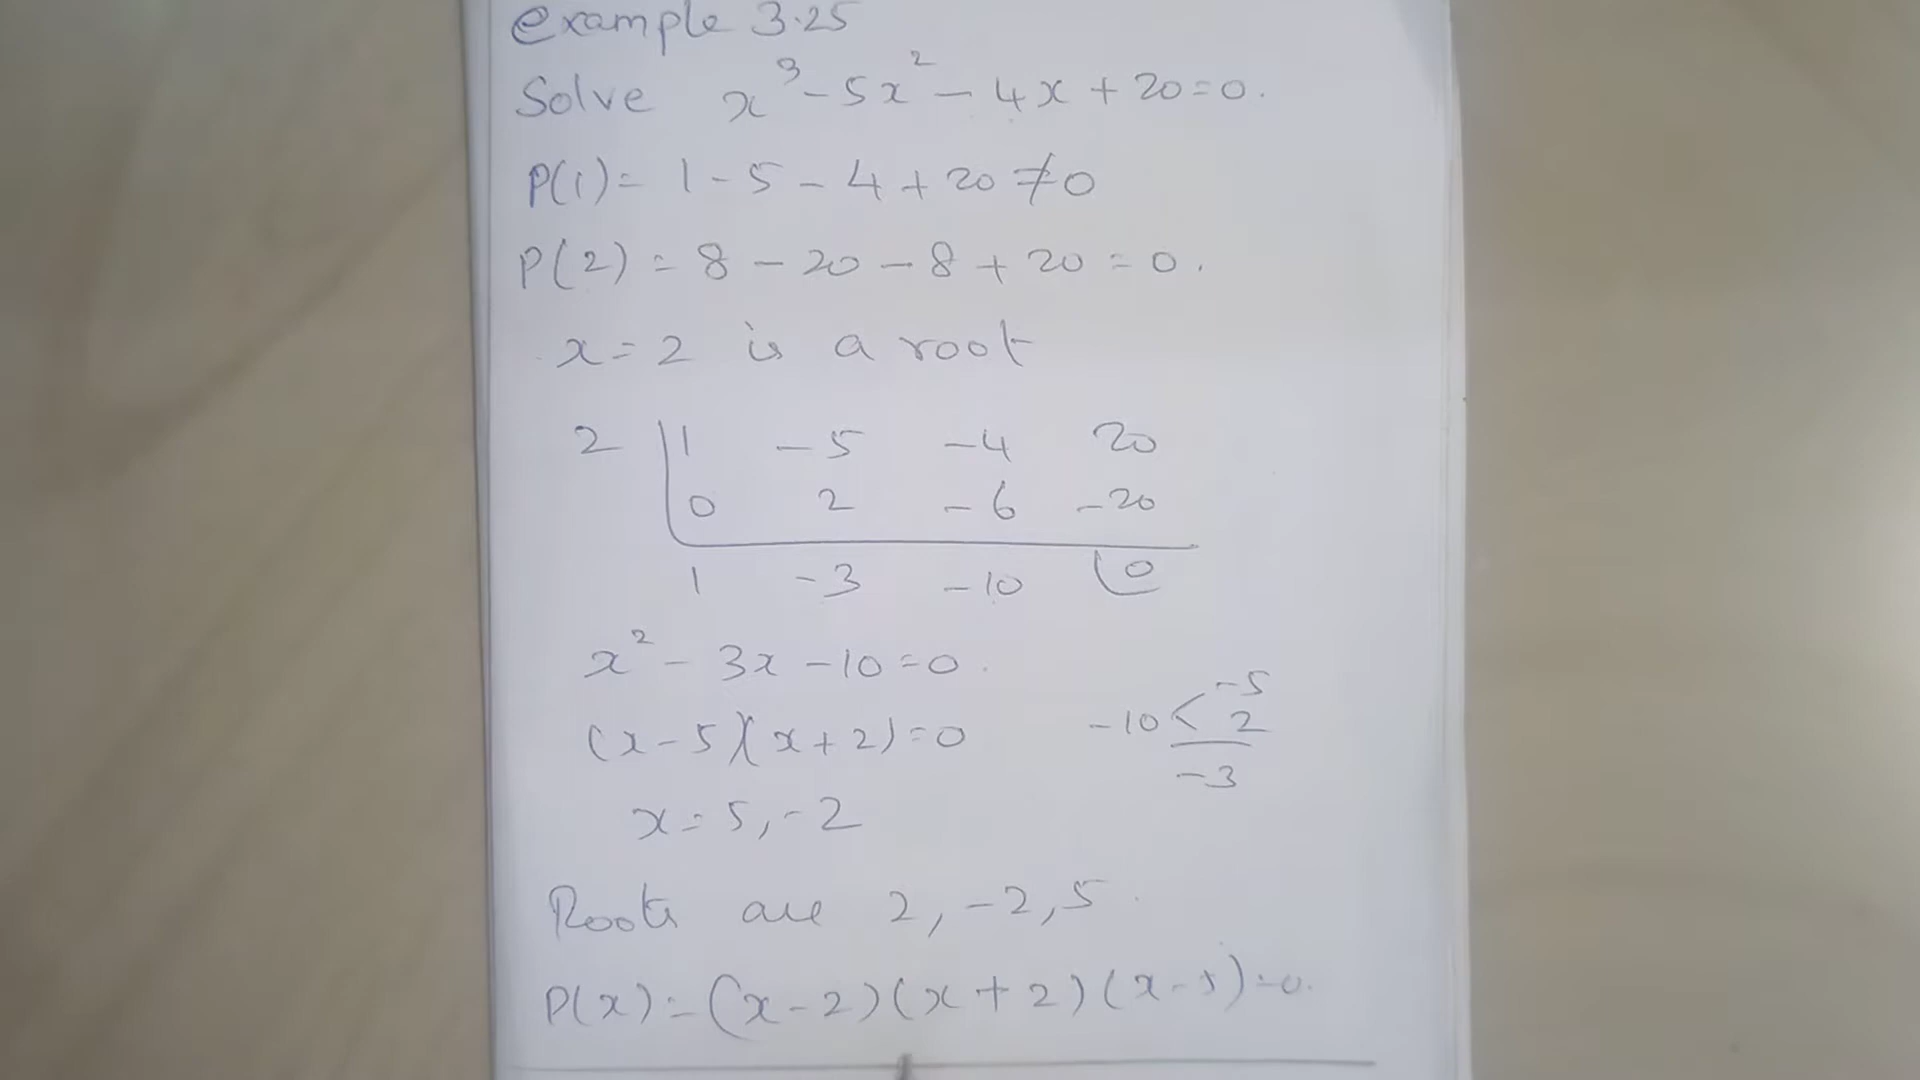 example 3.25
Solve x³ - 5x² - 4x + 20 = 0.
P(1) = 1 - 5 - 4 + 20 ≠ 0
P(2) = 8 - 20 - 8 + 20 = 0.
x = 2 is a root
2 | 1 -5 -4 20
0 2 -6 -20
1 -3 -10 0
x² - 3x - 10 = 0.
(x-5)(x+2) = 0
-10 < -5
2
-3
x = 5, -2
Roots are 2, -2, 5.
P(x) = (x-2)(x+2)(x-5) = 0.